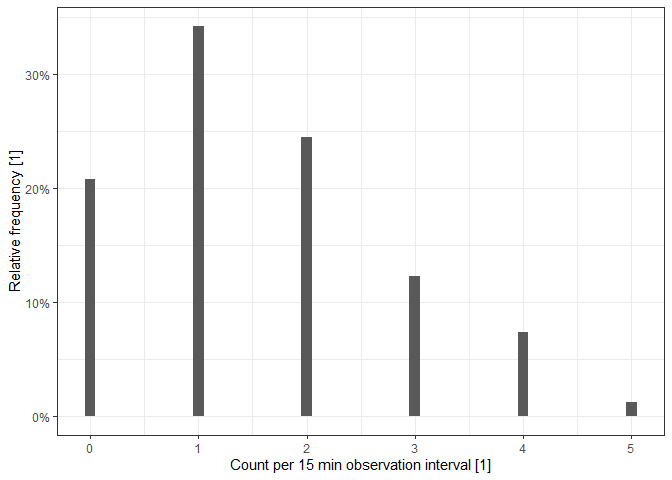 Relative frequency [1]
30%
20%
10%
0%
0 1 2 3 4 5
Count per 15 min observation interval [1]